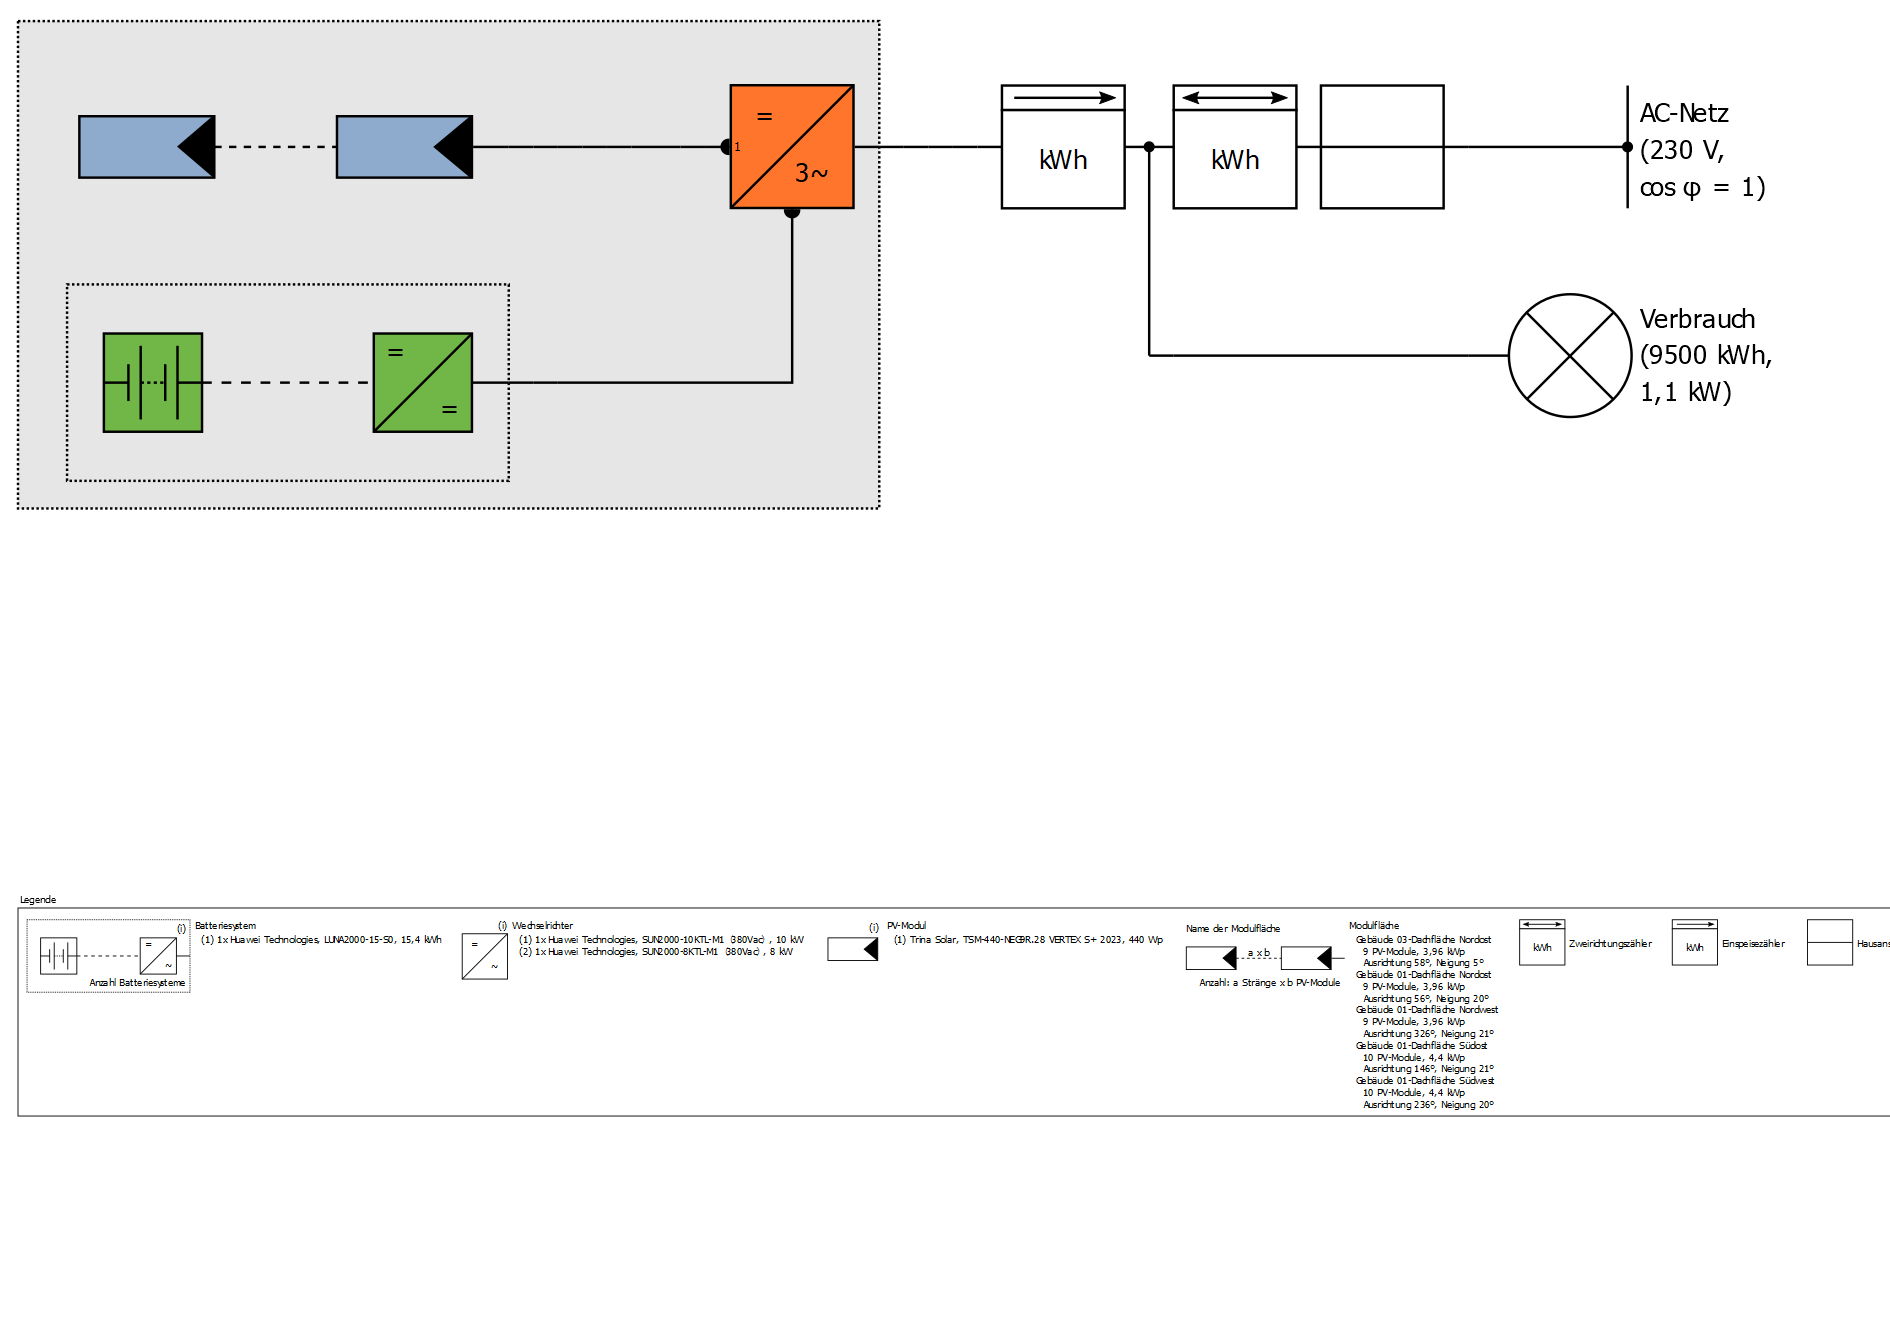 =
1
3~
kWh
kWh
AC-Netz
(230 V,
cos φ = 1)
=
=
Verbrauch
(9500 kWh,
1,1 kW)
Legende
(i)
=
~
Anzahl Batteriesysteme
Batteriesystem
(1) 1x Huawei Technologies, LUNA2000-15-S0, 15,4 kWh
(i)
=
~
Wechselrichter
(1) 1x Huawei Technologies, SUN2000-10KTL-M1 (380Vac) , 10 kW
(2) 1x Huawei Technologies, SUN2000-8KTL-M1 (380Vac) , 8 kW
(i)
PV-Modul
(1) Trina Solar, TSM-440-NEG9R.28 VERTEX S+ 2023, 440 Wp
Name der Modulfläche
a x b
Anzahl: a Stränge x b PV-Module
Modulfläche
Gebäude 03-Dachfläche Nordost
9 PV-Module, 3,96 kWp
Ausrichtung 58°, Neigung 5°
Gebäude 01-Dachfläche Nordost
9 PV-Module, 3,96 kWp
Ausrichtung 56°, Neigung 20°
Gebäude 01-Dachfläche Nordwest
9 PV-Module, 3,96 kWp
Ausrichtung 326°, Neigung 21°
Gebäude 01-Dachfläche Südost
10 PV-Module, 4,4 kWp
Ausrichtung 146°, Neigung 21°
Gebäude 01-Dachfläche Südwest
10 PV-Module, 4,4 kWp
Ausrichtung 236°, Neigung 20°
kWh
Zweirichtungszähler
kWh
Einspeisezähler
Hausans